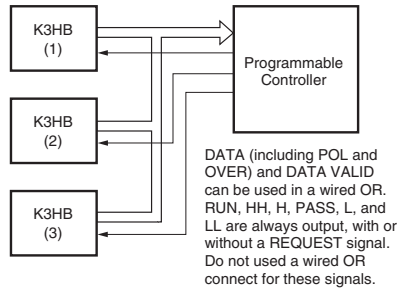 K3HB
(1)
Programmable
Controller
K3HB
(2)
K3HB
(3)
DATA (including POL and
OVER) and DATA VALID
can be used in a wired OR.
RUN, HH, H, PASS, L, and
LL are always output, with or
without a REQUEST signal.
Do not used a wired OR
connect for these signals.